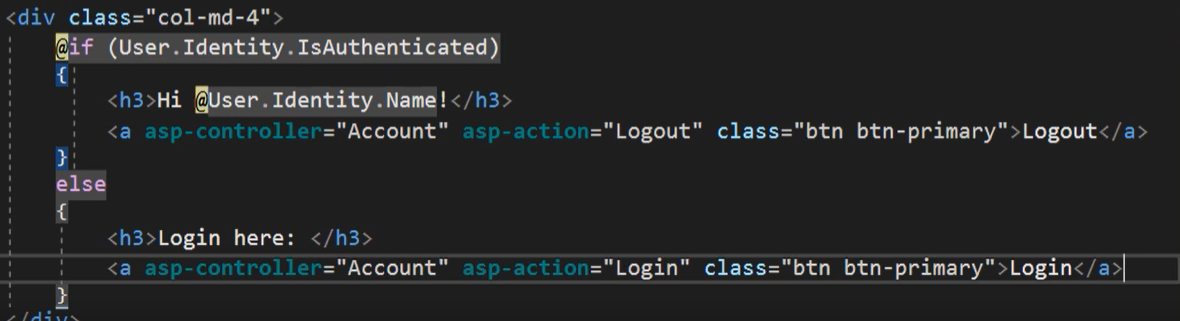 <div class="col-md-4">
@if (User.Identity.IsAuthenticated)
{
<h3>Hi @User.Identity.Name!</h3>
<a asp-controller="Account" asp-action="Logout" class="btn btn-primary">Logout</a>
}
else
{
<h3>Login here: </h3>
<a asp-controller="Account" asp-action="Login" class="btn btn-primary">Login</a>
}
</div>